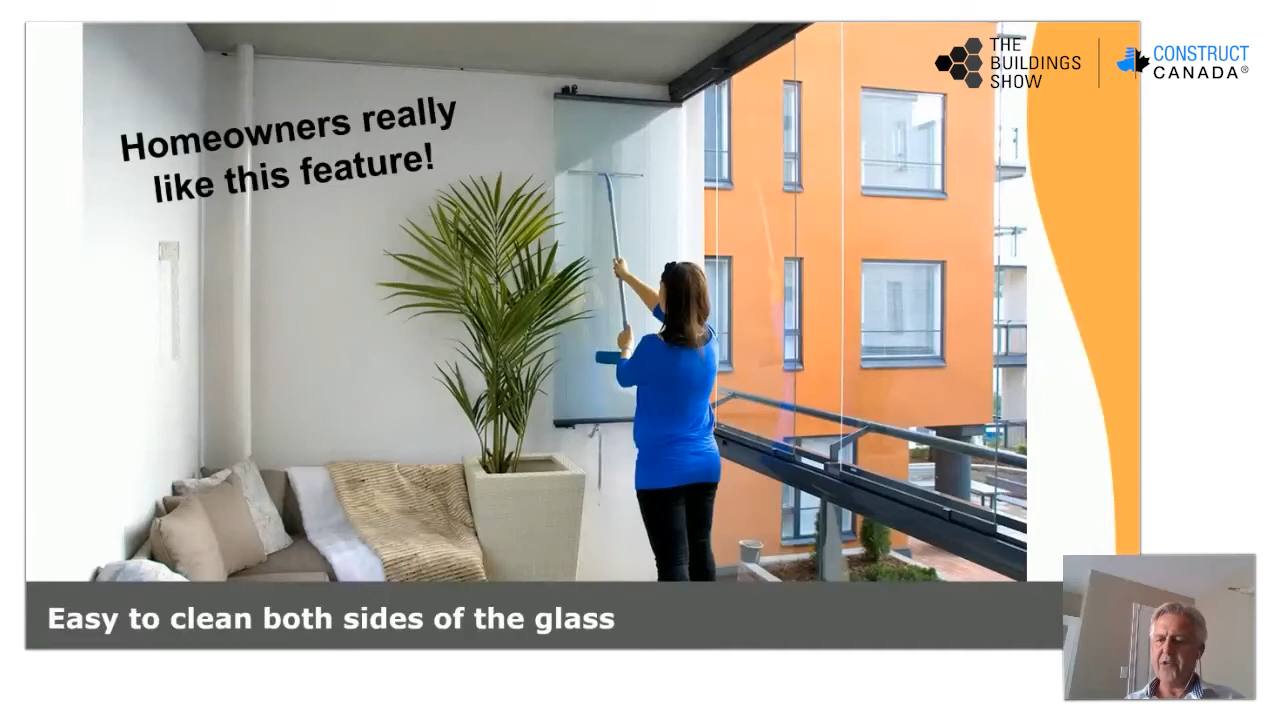 THE
BUILDINGS
SHOW
CONSTRUCT
CANADA®
Homeowners really
like this feature!
Easy to clean both sides of the glass